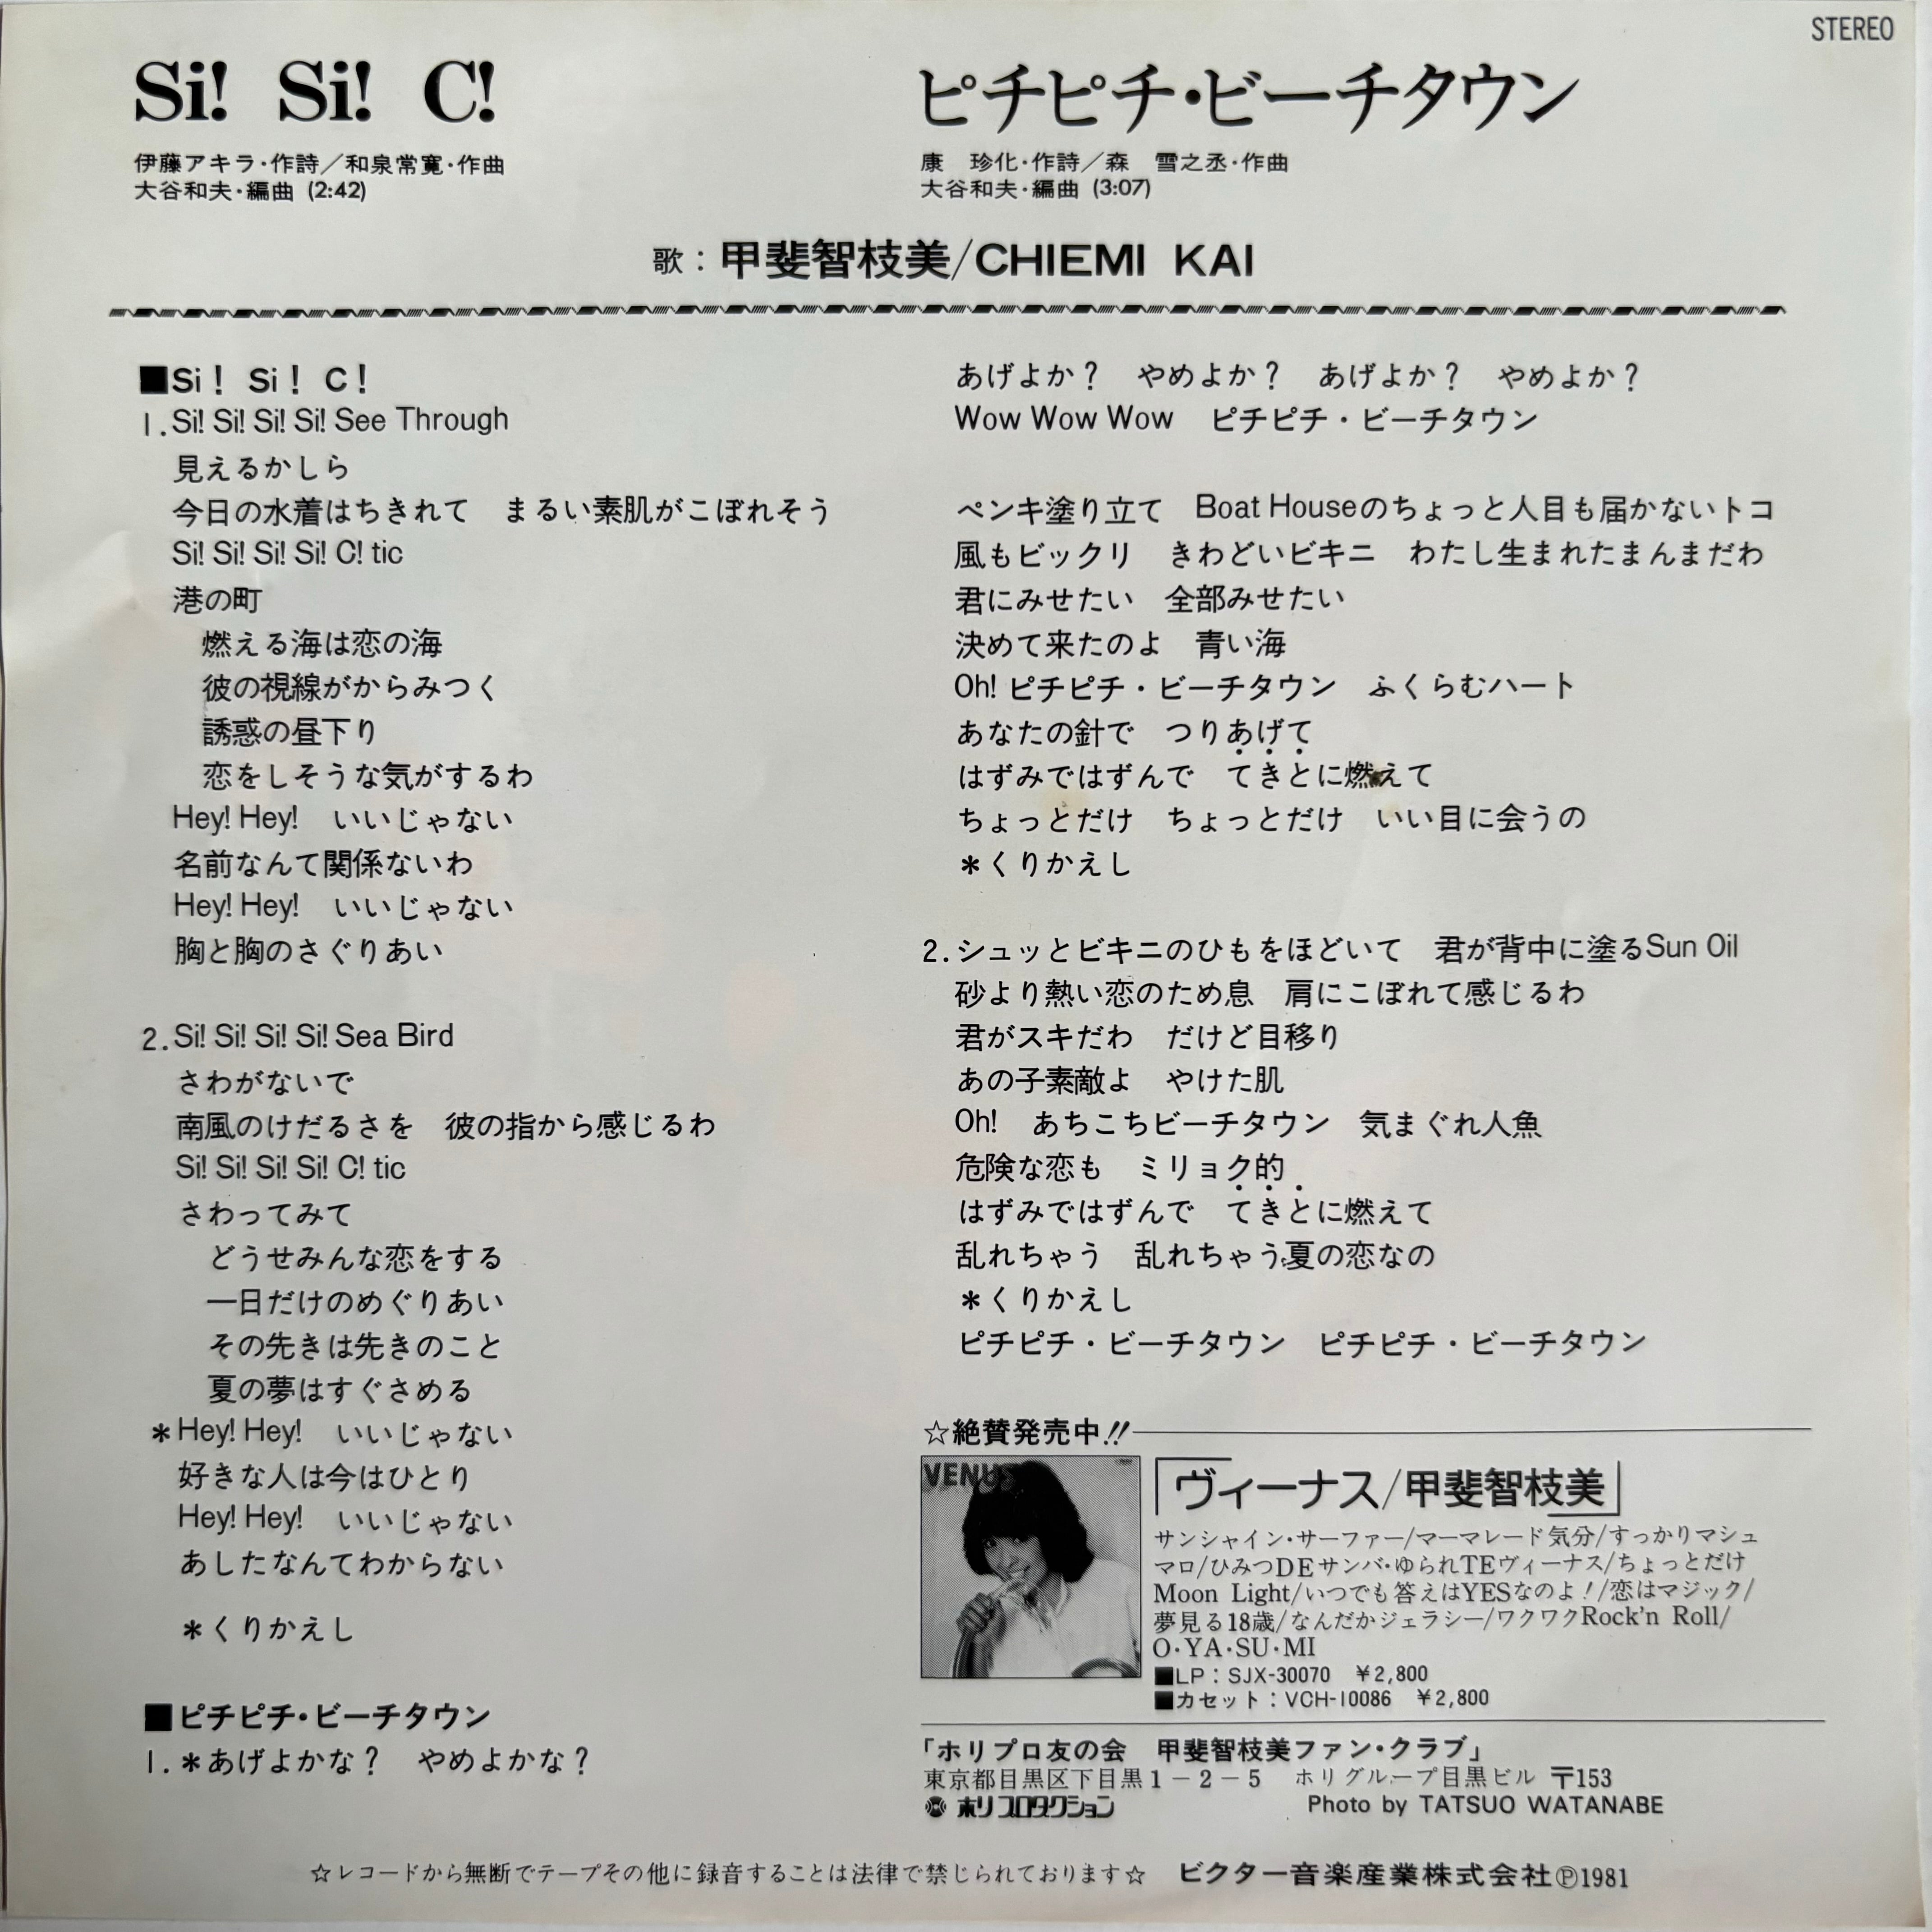 STEREO
Si! Si! C!
伊藤アキラ・作詩／和泉常寛・作曲
大谷和夫・編曲 (2:42)
ピチピチ・ビーチタウン
康　珍化・作詩／森　雪之丞・作曲
大谷和夫・編曲 (3:07)
歌：甲斐智枝美/CHIEMI KAI
■Si! Si! C!
1.Si! Si! Si! Si! See Through
見えるかしら
今日の水着はちきれて　まるい素肌がこぼれそう
Si! Si! Si! Si! C! tic
港の町
燃える海は恋の海
彼の視線がからみつく
誘惑の昼下り
恋をしそうな気がするわ
Hey! Hey!　いいじゃない
名前なんて関係ないわ
Hey! Hey!　いいじゃない
胸と胸のさぐりあい
2.Si! Si! Si! Si! Sea Bird
さわがないで
南風のけだるさを　彼の指から感じるわ
Si! Si! Si! Si! C! tic
さわってみて
どうせみんな恋をする
一日だけのめぐりあい
その先きは先きのこと
夏の夢はすぐさめる
＊Hey! Hey!　いいじゃない
好きな人は今はひとり
Hey! Hey!　いいじゃない
あしたなんてわからない
＊くりかえし
■ピチピチ・ビーチタウン
1.＊あげよかな？　やめよかな？
あげよか？　やめよか？　あげよか？　やめよか？
Wow Wow Wow　ピチピチ・ビーチタウン
ペンキ塗り立て　Boat Houseのちょっと人目も届かないトコ
風もビックリ　きわどいビキニ　わたし生まれたまんまだわ
君にみせたい　全部みせたい
決めて来たのよ　青い海
Oh! ピチピチ・ビーチタウン　ふくらむハート
あなたの針で　つりあげて
はずみではずんで　てきとに燃えて
ちょっとだけ　ちょっとだけ　いい目に会うの
＊くりかえし
2.シュッとビキニのひもをほどいて　君が背中に塗るSun Oil
砂より熱い恋のため息　肩にこぼれて感じるわ
君がスキだわ　だけど目移り
あの子素敵よ　やけた肌
Oh!　あちこちビーチタウン　気まぐれ人魚
危険な恋も　ミリョク的
はずみではずんで　てきとに燃えて
乱れちゃう　乱れちゃう夏の恋なの
＊くりかえし
ピチピチ・ビーチタウン　ピチピチ・ビーチタウン
☆絶賛発売中!!
VENUS
「ヴィーナス/甲斐智枝美」
サンシャイン・サーファー/マーマレード気分/すっかりマシュ
マロ/ひみつDEサンバ・ゆられTEヴィーナス/ちょっとだけ
Moon Light/いつでも答えはYESなのよ！/恋はマジック/
夢見る18歳/なんだかジェラシー/ワクワクRock'n Roll/
O・YA・SU・MI
■LP：SJX-30070　￥2,800
■カセット：VCH-10086　￥2,800
「ホリプロ友の会　甲斐智枝美ファン・クラブ」
東京都目黒区下目黒1－2－5　ホリグループ目黒ビル　〒153
ホリプロダクション　Photo by TATSUO WATANABE
☆レコードから無断でテープその他に録音することは法律で禁じられております☆　ビクター音楽産業株式会社Ⓟ1981